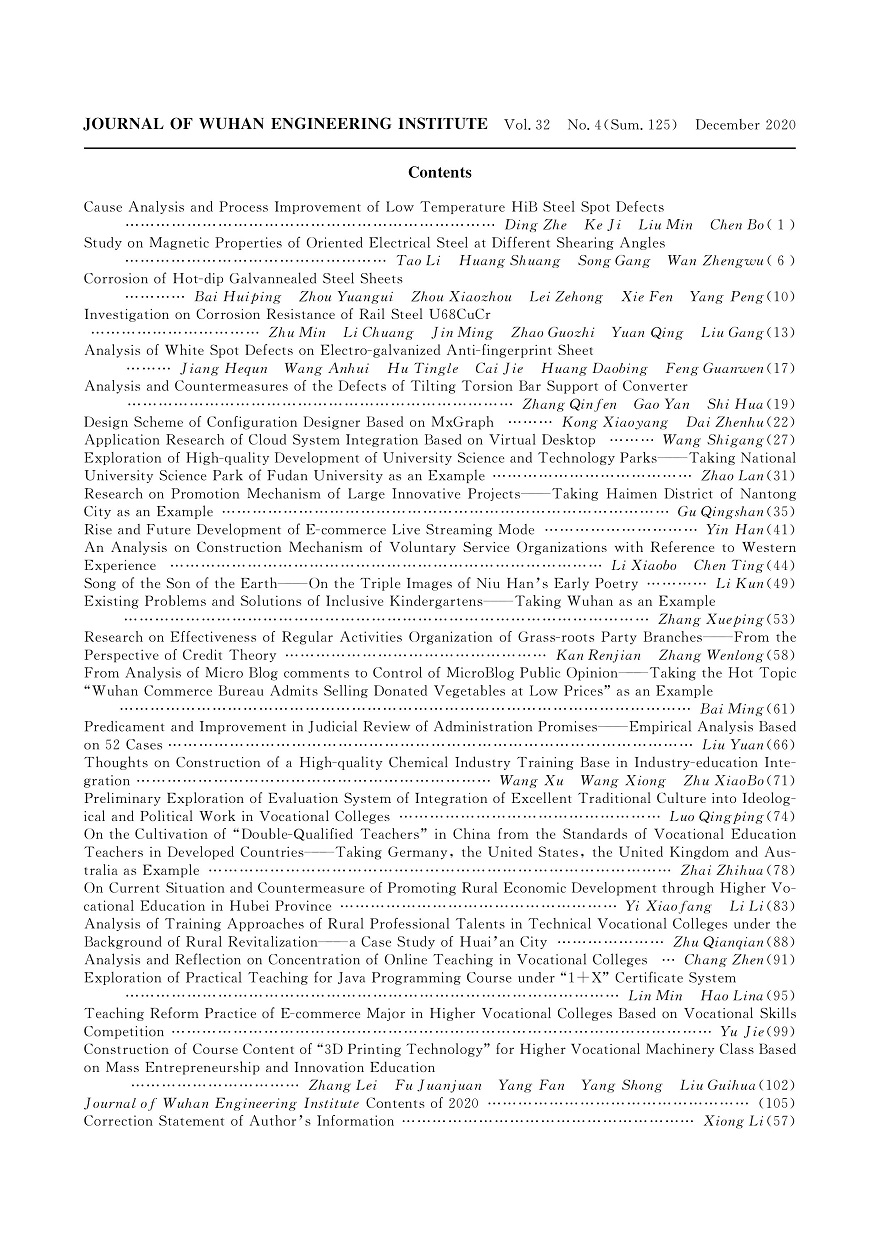 JOURNAL OF WUHAN ENGINEERING INSTITUTE Vol. 32 No. 4(Sum. 125) December 2020
Contents
Cause Analysis and Process Improvement of Low Temperature HiB Steel Spot Defects
…………………………………………………………… Ding Zhe Ke Ji Liu Min Chen Bo( 1 )
Study on Magnetic Properties of Oriented Electrical Steel at Different Shearing Angles
………………………………………… Tao Li Huang Shuang Song Gang Wan Zhengwu( 6 )
Corrosion of Hot-dip Galvannealed Steel Sheets
………… Bai Huiping Zhou Yuangui Zhou Xiaozhou Lei Zehong Xie Fen Yang Peng(10)
Investigation on Corrosion Resistance of Rail Steel U68CuCr
…………………………… Zhu Min Li Chuang Jin Ming Zhao Guozhi Yuan Qing Liu Gang(13)
Analysis of White Spot Defects on Electro-galvanized Anti-fingerprint Sheet
……… Jiang Hequn Wang Anhui Hu Tingle Cai Jie Huang Daobing Feng Guanwen(17)
Analysis and Countermeasures of the Defects of Tilting Torsion Bar Support of Converter
………………………………………………………………… Zhang Qinfen Gao Yan Shi Hua(19)
Design Scheme of Configuration Designer Based on MxGraph ……… Kong Xiaoyang Dai Zhenhu(22)
Application Research of Cloud System Integration Based on Virtual Desktop ……… Wang Shigang(27)
Exploration of High-quality Development of University Science and Technology Parks——Taking National
University Science Park of Fudan University as an Example ………………………………… Zhao Lan(31)
Research on Promotion Mechanism of Large Innovative Projects——Taking Haimen District of Nantong
City as an Example …………………………………………………………………………… Gu Qingshan(35)
Rise and Future Development of E-commerce Live Streaming Mode ………………………… Yin Han(41)
An Analysis on Construction Mechanism of Voluntary Service Organizations with Reference to Western
Experience ………………………………………………………………………… Li Xiaobo Chen Ting(44)
Song of the Son of the Earth——On the Triple Images of Niu Han's Early Poetry ………… Li Kun(49)
Existing Problems and Solutions of Inclusive Kindergartens——Taking Wuhan as an Example
………………………………………………………………………………………… Zhang Xueping(53)
Research on Effectiveness of Regular Activities Organization of Grass-roots Party Branches——From the
Perspective of Credit Theory …………………………………………… Kan Renjian Zhang Wenlong(58)
From Analysis of Micro Blog comments to Control of MicroBlog Public Opinion——Taking the Hot Topic
“Wuhan Commerce Bureau Admits Selling Donated Vegetables at Low Prices” as an Example
………………………………………………………………………………………………… Bai Ming(61)
Predicament and Improvement in Judicial Review of Administration Promises——Empirical Analysis Based
on 52 Cases ………………………………………………………………………………………… Liu Yuan(66)
Thoughts on Construction of a High-quality Chemical Industry Training Base in Industry-education Inte-
gration …………………………………………………………… Wang Xu Wang Xiong Zhu XiaoBo(71)
Preliminary Exploration of Evaluation System of Integration of Excellent Traditional Culture into Ideolog-
ical and Political Work in Vocational Colleges …………………………………………… Luo Qingping(74)
On the Cultivation of “Double-Qualified Teachers” in China from the Standards of Vocational Education
Teachers in Developed Countries——Taking Germany, the United States, the United Kingdom and Aus-
tralia as Example ……………………………………………………………………………… Zhai Zhihua(78)
On Current Situation and Countermeasure of Promoting Rural Economic Development through Higher Vo-
cational Education in Hubei Province ……………………………………………… Yi Xiaofang Li Li(83)
Analysis of Training Approaches of Rural Professional Talents in Technical Vocational Colleges under the
Background of Rural Revitalization——a Case Study of Huai'an City ………………… Zhu Qianqian(88)
Analysis and Reflection on Concentration of Online Teaching in Vocational Colleges … Chang Zhen(91)
Exploration of Practical Teaching for Java Programming Course under “1+X” Certificate System
…………………………………………………………………………………… Lin Min Hao Lina(95)
Teaching Reform Practice of E-commerce Major in Higher Vocational Colleges Based on Vocational Skills
Competition …………………………………………………………………………………………… Yu Jie(99)
Construction of Course Content of “3D Printing Technology” for Higher Vocational Machinery Class Based
on Mass Entrepreneurship and Innovation Education
…………………………… Zhang Lei Fu Juanjuan Yang Fan Yang Shong Liu Guihua(102)
Journal of Wuhan Engineering Institute Contents of 2020 …………………………………………… (105)
Correction Statement of Author's Information ………………………………………………… Xiong Li(57)